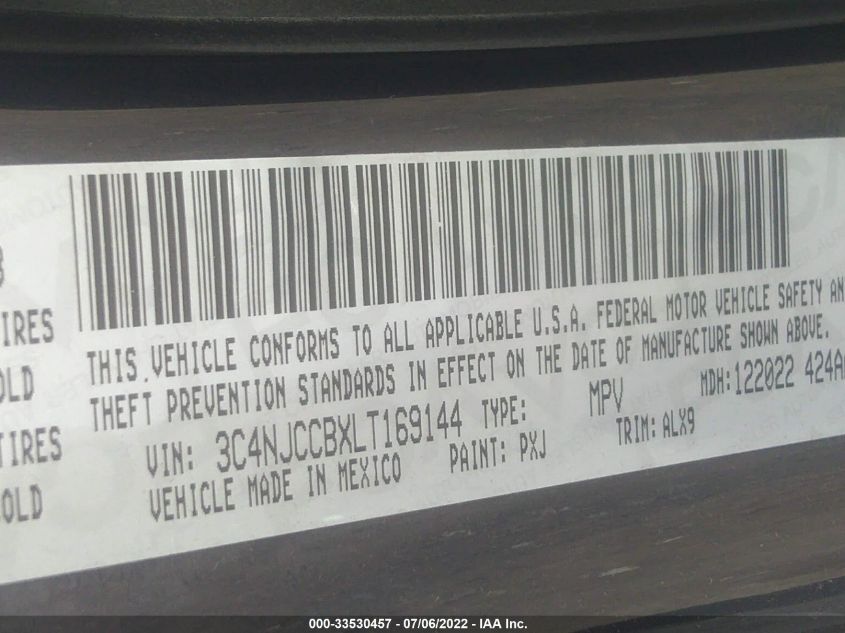 THIS VEHICLE CONFORMS TO ALL APPLICABLE U.S.A. FEDERAL MOTOR VEHICLE SAFETY AN
THEFT PREVENTION STANDARDS IN EFFECT ON THE DATE OF MANUFACTURE SHOWN ABOVE.
VIN: 3C4NJCCBXLT169144 TYPE: MPV MDH: 122022 424A
VEHICLE MADE IN MEXICO PAINT: PXJ TRIM: ALX9
IRES
OLD
TIRES
OLD
000-33530457 - 07/06/2022 - IAA Inc.